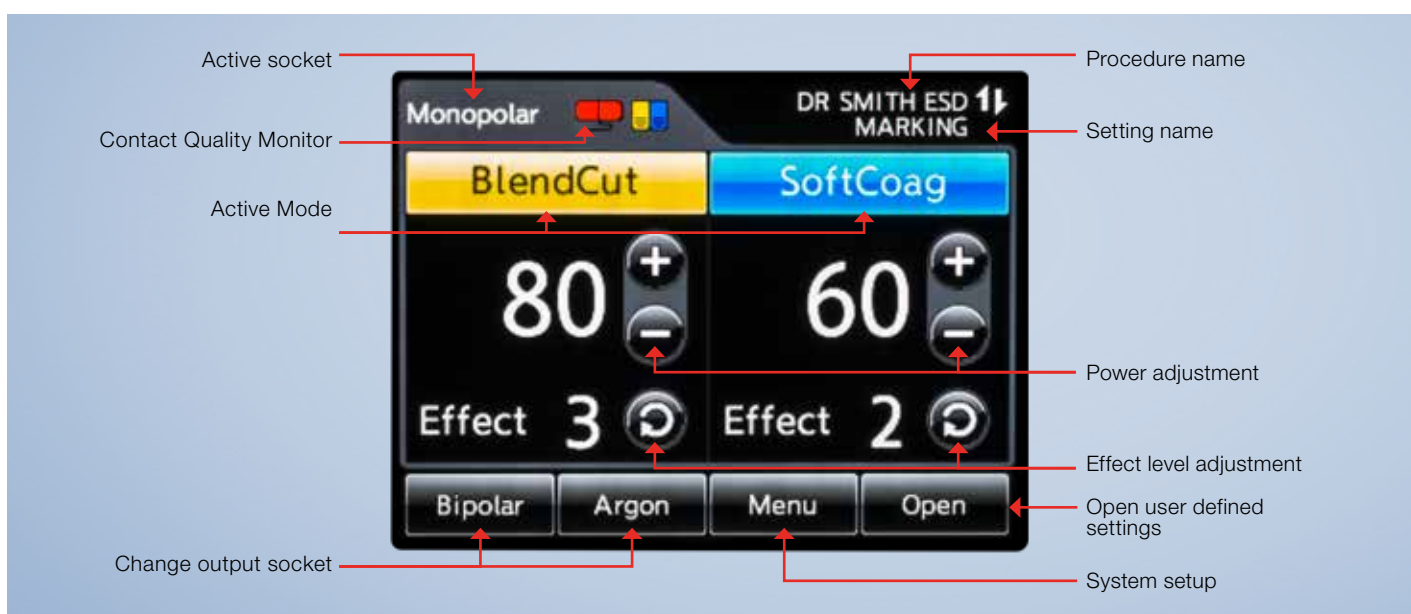 Active socket
Procedure name
Monopolar
DR SMITH ESD
MARKING
Contact Quality Monitor
Setting name
BlendCut
SoftCoag
Active Mode
80
+
-
60
+
-
Power adjustment
Effect 3
Effect 2
Effect level adjustment
Bipolar
Argon
Menu
Open
Open user defined
settings
Change output socket
System setup